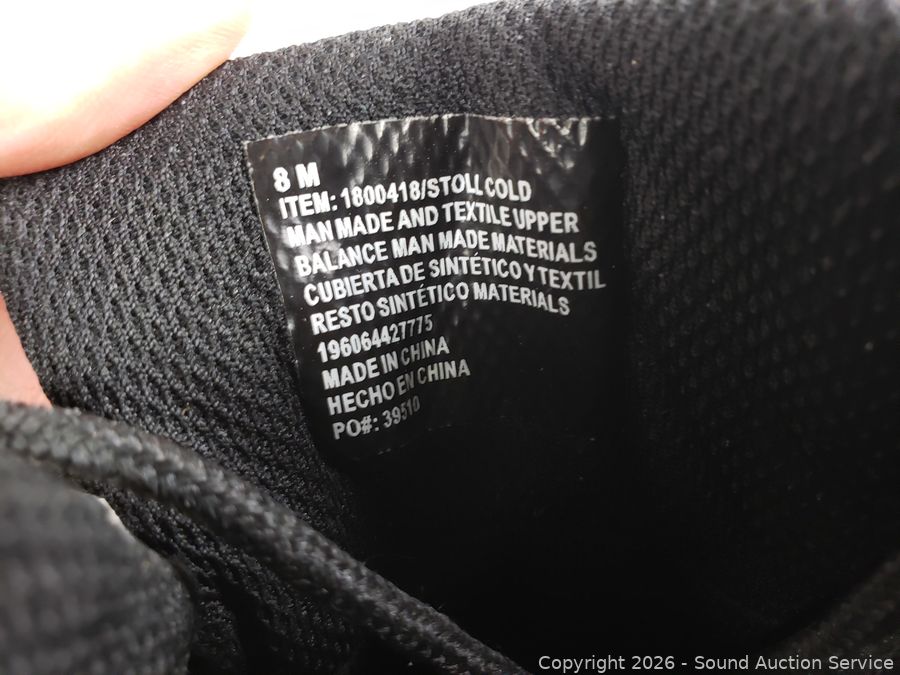 8 M
ITEM: 1800418/STOLL COLD
MAN MADE AND TEXTILE UPPER
BALANCE MAN MADE MATERIALS
CUBIERTA DE SINTÉTICO Y TEXTIL
RESTO SINTÉTICO MATERIALS
196064427775
MADE IN CHINA
HECHO EN CHINA
PO#: 39510
Copyright 2026 - Sound Auction Service